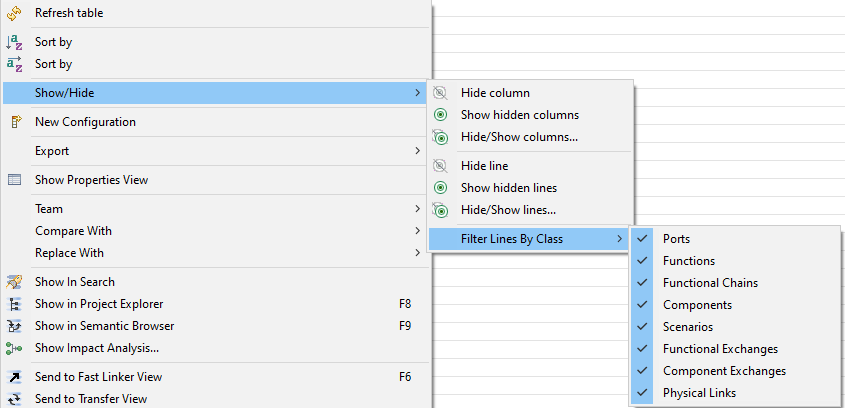 Refresh table
Sort by
Sort by
Show/Hide
New Configuration
Export
Show Properties View
Team
Compare With
Replace With
Show In Search
Show in Project Explorer F8
Show in Semantic Browser F9
Show Impact Analysis...
Send to Fast Linker View F6
Send to Transfer View
Hide column
Show hidden columns
Hide/Show columns...
Hide line
Show hidden lines
Hide/Show lines...
Filter Lines By Class
Ports
Functions
Functional Chains
Components
Scenarios
Functional Exchanges
Component Exchanges
Physical Links